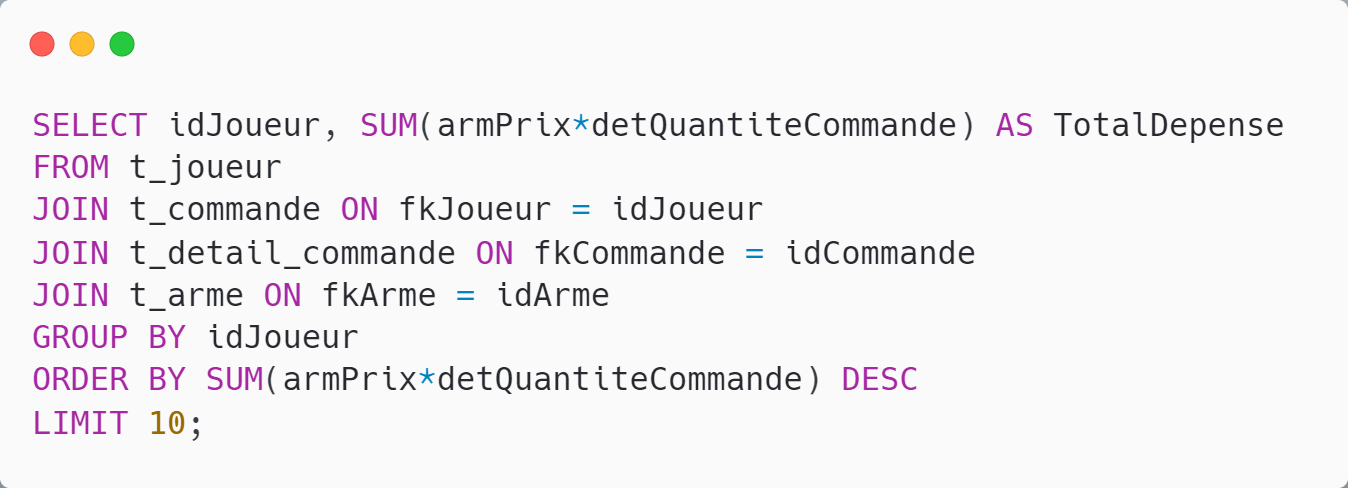 SELECT idJoueur, SUM(armPrix*detQuantiteCommande) AS TotalDepense
FROM t_joueur
JOIN t_commande ON fkJoueur = idJoueur
JOIN t_detail_commande ON fkCommande = idCommande
JOIN t_arme ON fkArme = idArme
GROUP BY idJoueur
ORDER BY SUM(armPrix*detQuantiteCommande) DESC
LIMIT 10;